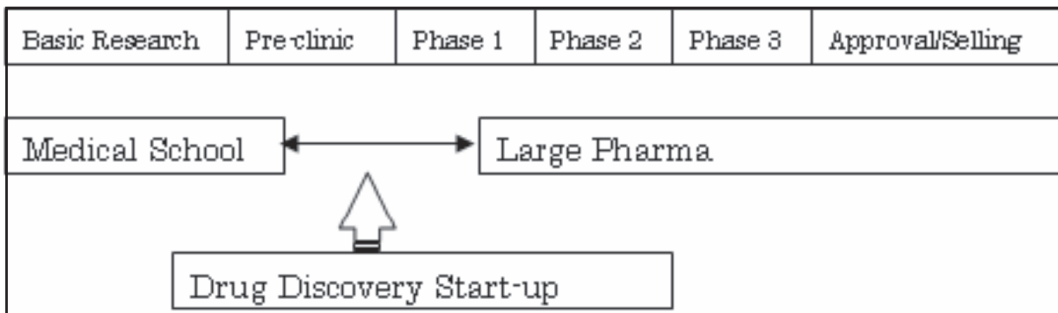 Basic Research Pre-clinic Phase 1 Phase 2 Phase 3 Approval/Selling
Medical School Large Pharma
Drug Discovery Start-up